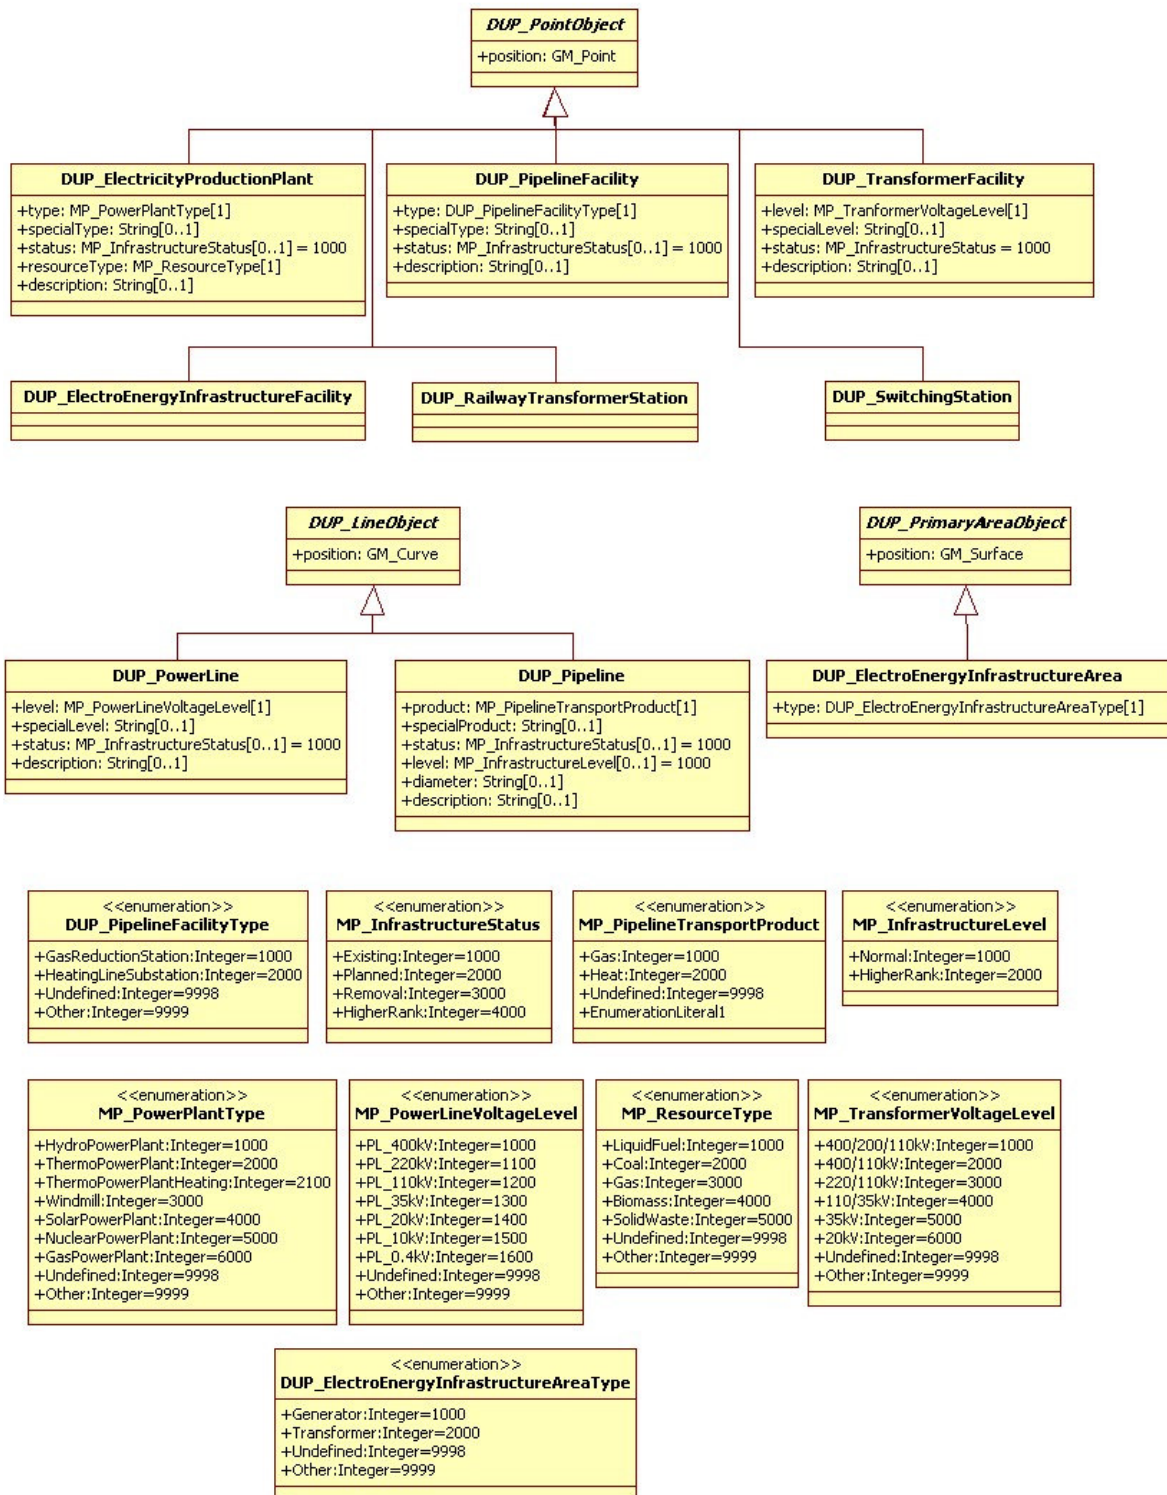 DUP_PointObject
+position: GM_Point
DUP_ElectricityProductionPlant
+type: MP_PowerPlantType[1]
+specialType: String[0..1]
+status: MP_InfrastructureStatus[0..1] = 1000
+resourceType: MP_ResourceType[1]
+description: String[0..1]
DUP_PipelineFacility
+type: DUP_PipelineFacilityType[1]
+specialType: String[0..1]
+status: MP_InfrastructureStatus[0..1] = 1000
+description: String[0..1]
DUP_TransformerFacility
+level: MP_TranformerVoltageLevel[1]
+specialLevel: String[0..1]
+status: MP_InfrastructureStatus = 1000
+description: String[0..1]
DUP_ElectroEnergyInfrastructureFacility
DUP_RailwayTransformerStation
DUP_SwitchingStation
DUP_LineObject
+position: GM_Curve
DUP_PrimaryAreaObject
+position: GM_Surface
DUP_PowerLine
+level: MP_PowerLineVoltageLevel[1]
+specialLevel: String[0..1]
+status: MP_InfrastructureStatus[0..1] = 1000
+description: String[0..1]
DUP_Pipeline
+product: MP_PipelineTransportProduct[1]
+specialProduct: String[0..1]
+status: MP_InfrastructureStatus[0..1] = 1000
+level: MP_InfrastructureLevel[0..1] = 1000
+diameter: String[0..1]
+description: String[0..1]
DUP_ElectroEnergyInfrastructureArea
+type: DUP_ElectroEnergyInfrastructureAreaType[1]
<<enumeration>>
DUP_PipelineFacilityType
+GasReductionStation:Integer=1000
+HeatingLineSubstation:Integer=2000
+Undefined:Integer=9998
+Other:Integer=9999
<<enumeration>>
MP_InfrastructureStatus
+Existing:Integer=1000
+Planned:Integer=2000
+Removal:Integer=3000
+HigherRank:Integer=4000
<<enumeration>>
MP_PipelineTransportProduct
+Gas:Integer=1000
+Heat:Integer=2000
+Undefined:Integer=9998
+EnumerationLiteral1
<<enumeration>>
MP_InfrastructureLevel
+Normal:Integer=1000
+HigherRank:Integer=2000
<<enumeration>>
MP_PowerPlantType
+HydroPowerPlant:Integer=1000
+ThermoPowerPlant:Integer=2000
+ThermoPowerPlantHeating:Integer=2100
+Windmill:Integer=3000
+SolarPowerPlant:Integer=4000
+NuclearPowerPlant:Integer=5000
+GasPowerPlant:Integer=6000
+Undefined:Integer=9998
+Other:Integer=9999
<<enumeration>>
MP_PowerLineVoltageLevel
+PL_400kV:Integer=1000
+PL_220kV:Integer=1100
+PL_110kV:Integer=1200
+PL_35kV:Integer=1300
+PL_20kV:Integer=1400
+PL_10kV:Integer=1500
+PL_0.4kV:Integer=1600
+Undefined:Integer=9998
+Other:Integer=9999
<<enumeration>>
MP_ResourceType
+LiquidFuel:Integer=1000
+Coal:Integer=2000
+Gas:Integer=3000
+Biomass:Integer=4000
+SolidWaste:Integer=5000
+Undefined:Integer=9998
+Other:Integer=9999
<<enumeration>>
MP_TransformerVoltageLevel
+400/200/110kV:Integer=1000
+400/110kV:Integer=2000
+220/110kV:Integer=3000
+110/35kV:Integer=4000
+35kV:Integer=5000
+20kV:Integer=6000
+Undefined:Integer=9998
+Other:Integer=9999
<<enumeration>>
DUP_ElectroEnergyInfrastructureAreaType
+Generator:Integer=1000
+Transformer:Integer=2000
+Undefined:Integer=9998
+Other:Integer=9999